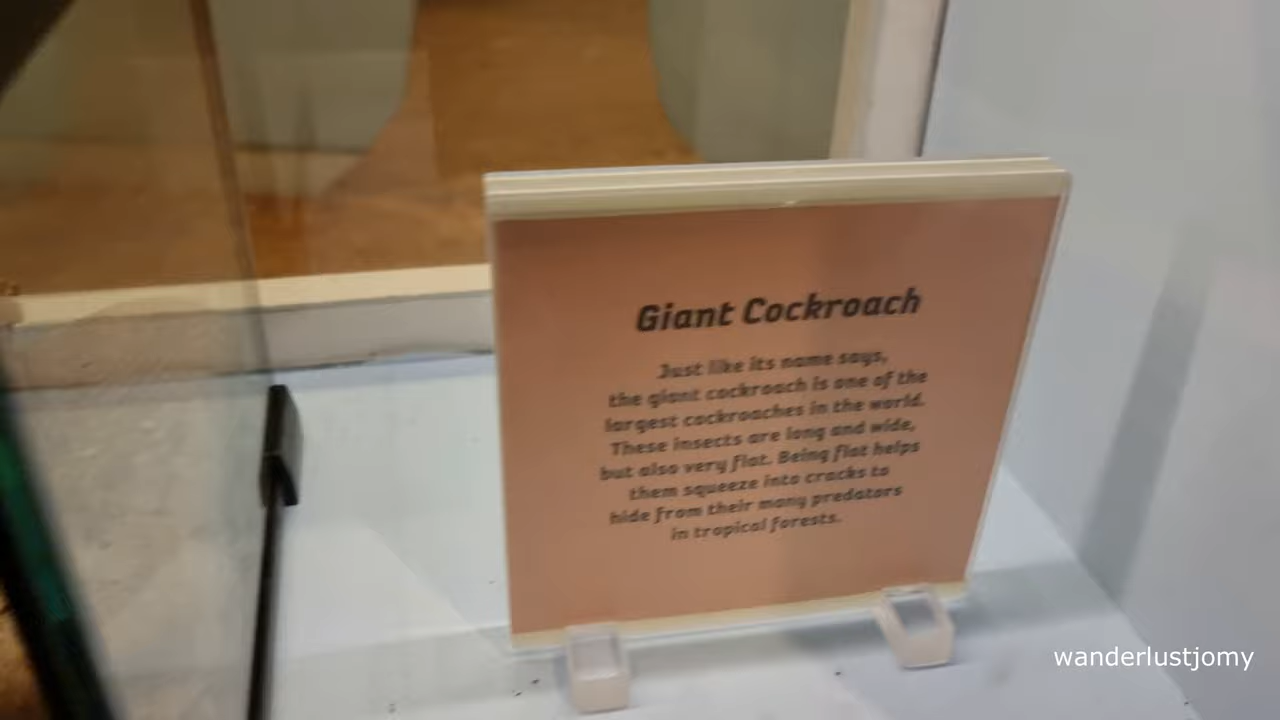 Giant Cockroach
Just like its name says,
the giant cockroach is one of the
largest cockroaches in the world.
These insects are long and wide,
but also very flat. Being flat helps
them squeeze into cracks to
hide from their many predators
in tropical forests.
wanderlustjomy